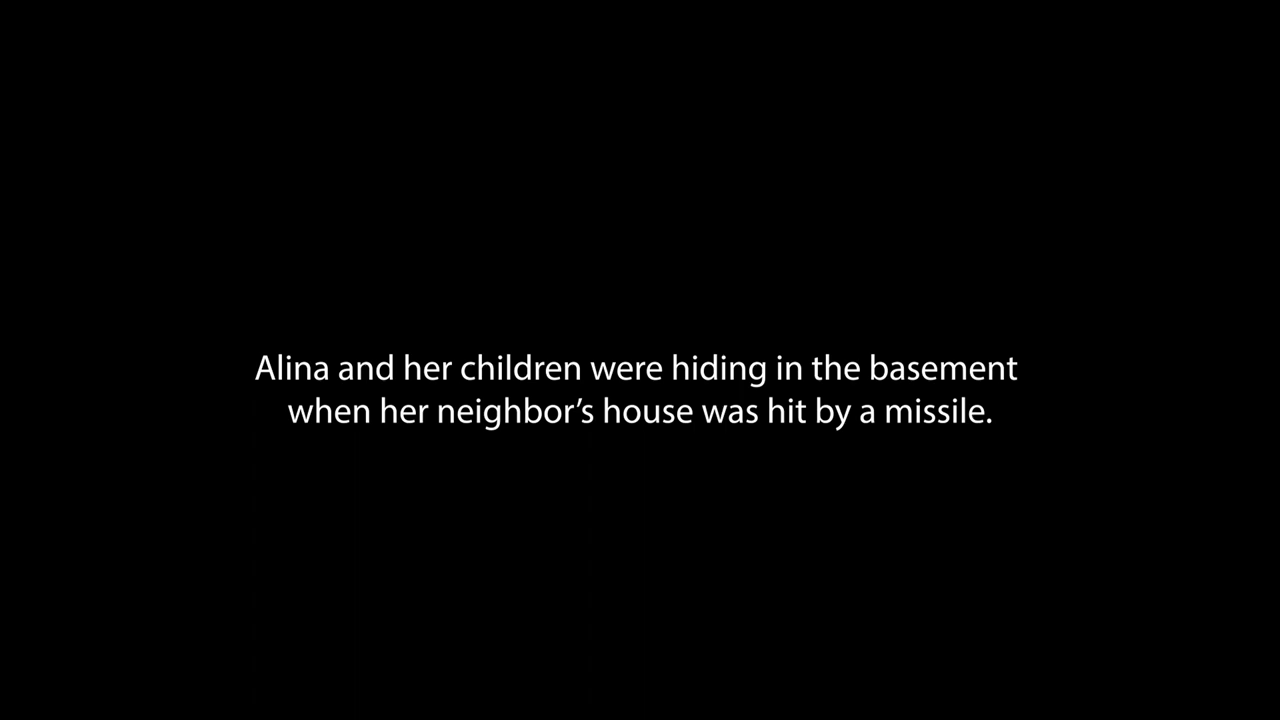 Alina and her children were hiding in the basement
when her neighbor’s house was hit by a missile.